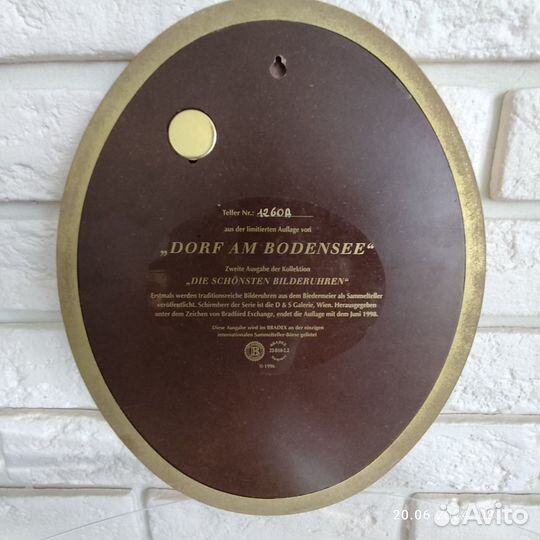 Teller Nr.: 1260A
aus der limitierten Auflage von
„DORF AM BODENSEE“
Zweite Ausgabe der Kollektion
„DIE SCHÖNSTEN BILDERUHREN“
Erstmals werden traditionsreiche Bilderuhren aus dem Biedermeier als Sammelteller
veröffentlicht. Schirmherr der Serie ist die D & S Galerie, Wien. Herausgegeben
unter dem Zeichen von Bradford Exchange, endet die Auflage mit dem Juni 1998.
Diese Ausgabe wird im BRADEX an der einzigen
internationalen Sammelteller-Börse gelistet
B
BRADEX
© 1996
20.06
Avito